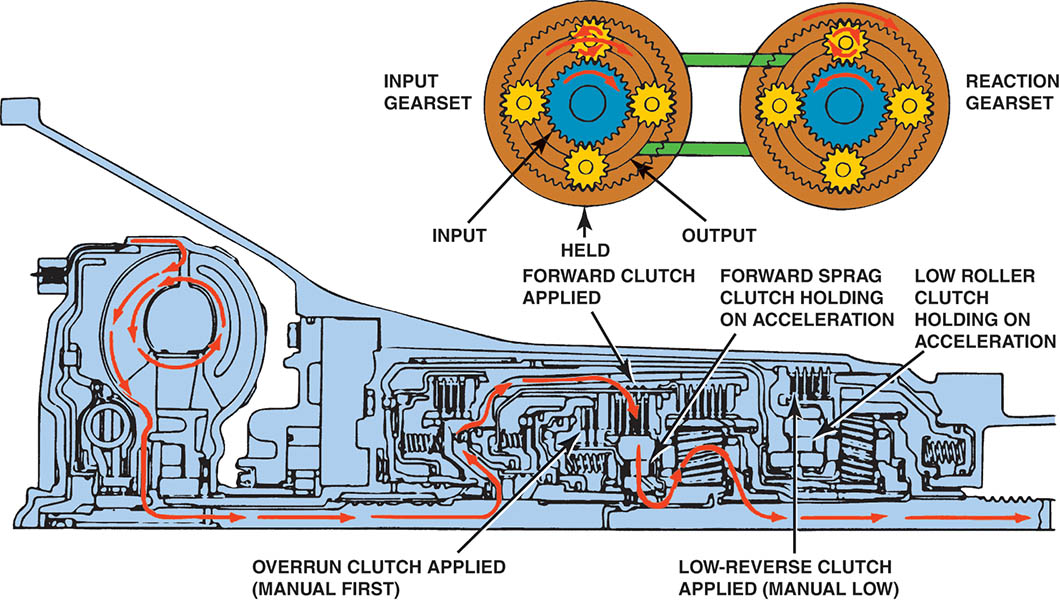 INPUT
GEARSET
REACTION
GEARSET
INPUT
HELD
OUTPUT
FORWARD CLUTCH
APPLIED
FORWARD SPRAG
CLUTCH HOLDING
ON ACCELERATION
LOW ROLLER
CLUTCH
HOLDING ON
ACCELERATION
OVERRUN CLUTCH APPLIED
(MANUAL FIRST)
LOW-REVERSE CLUTCH
APPLIED (MANUAL LOW)